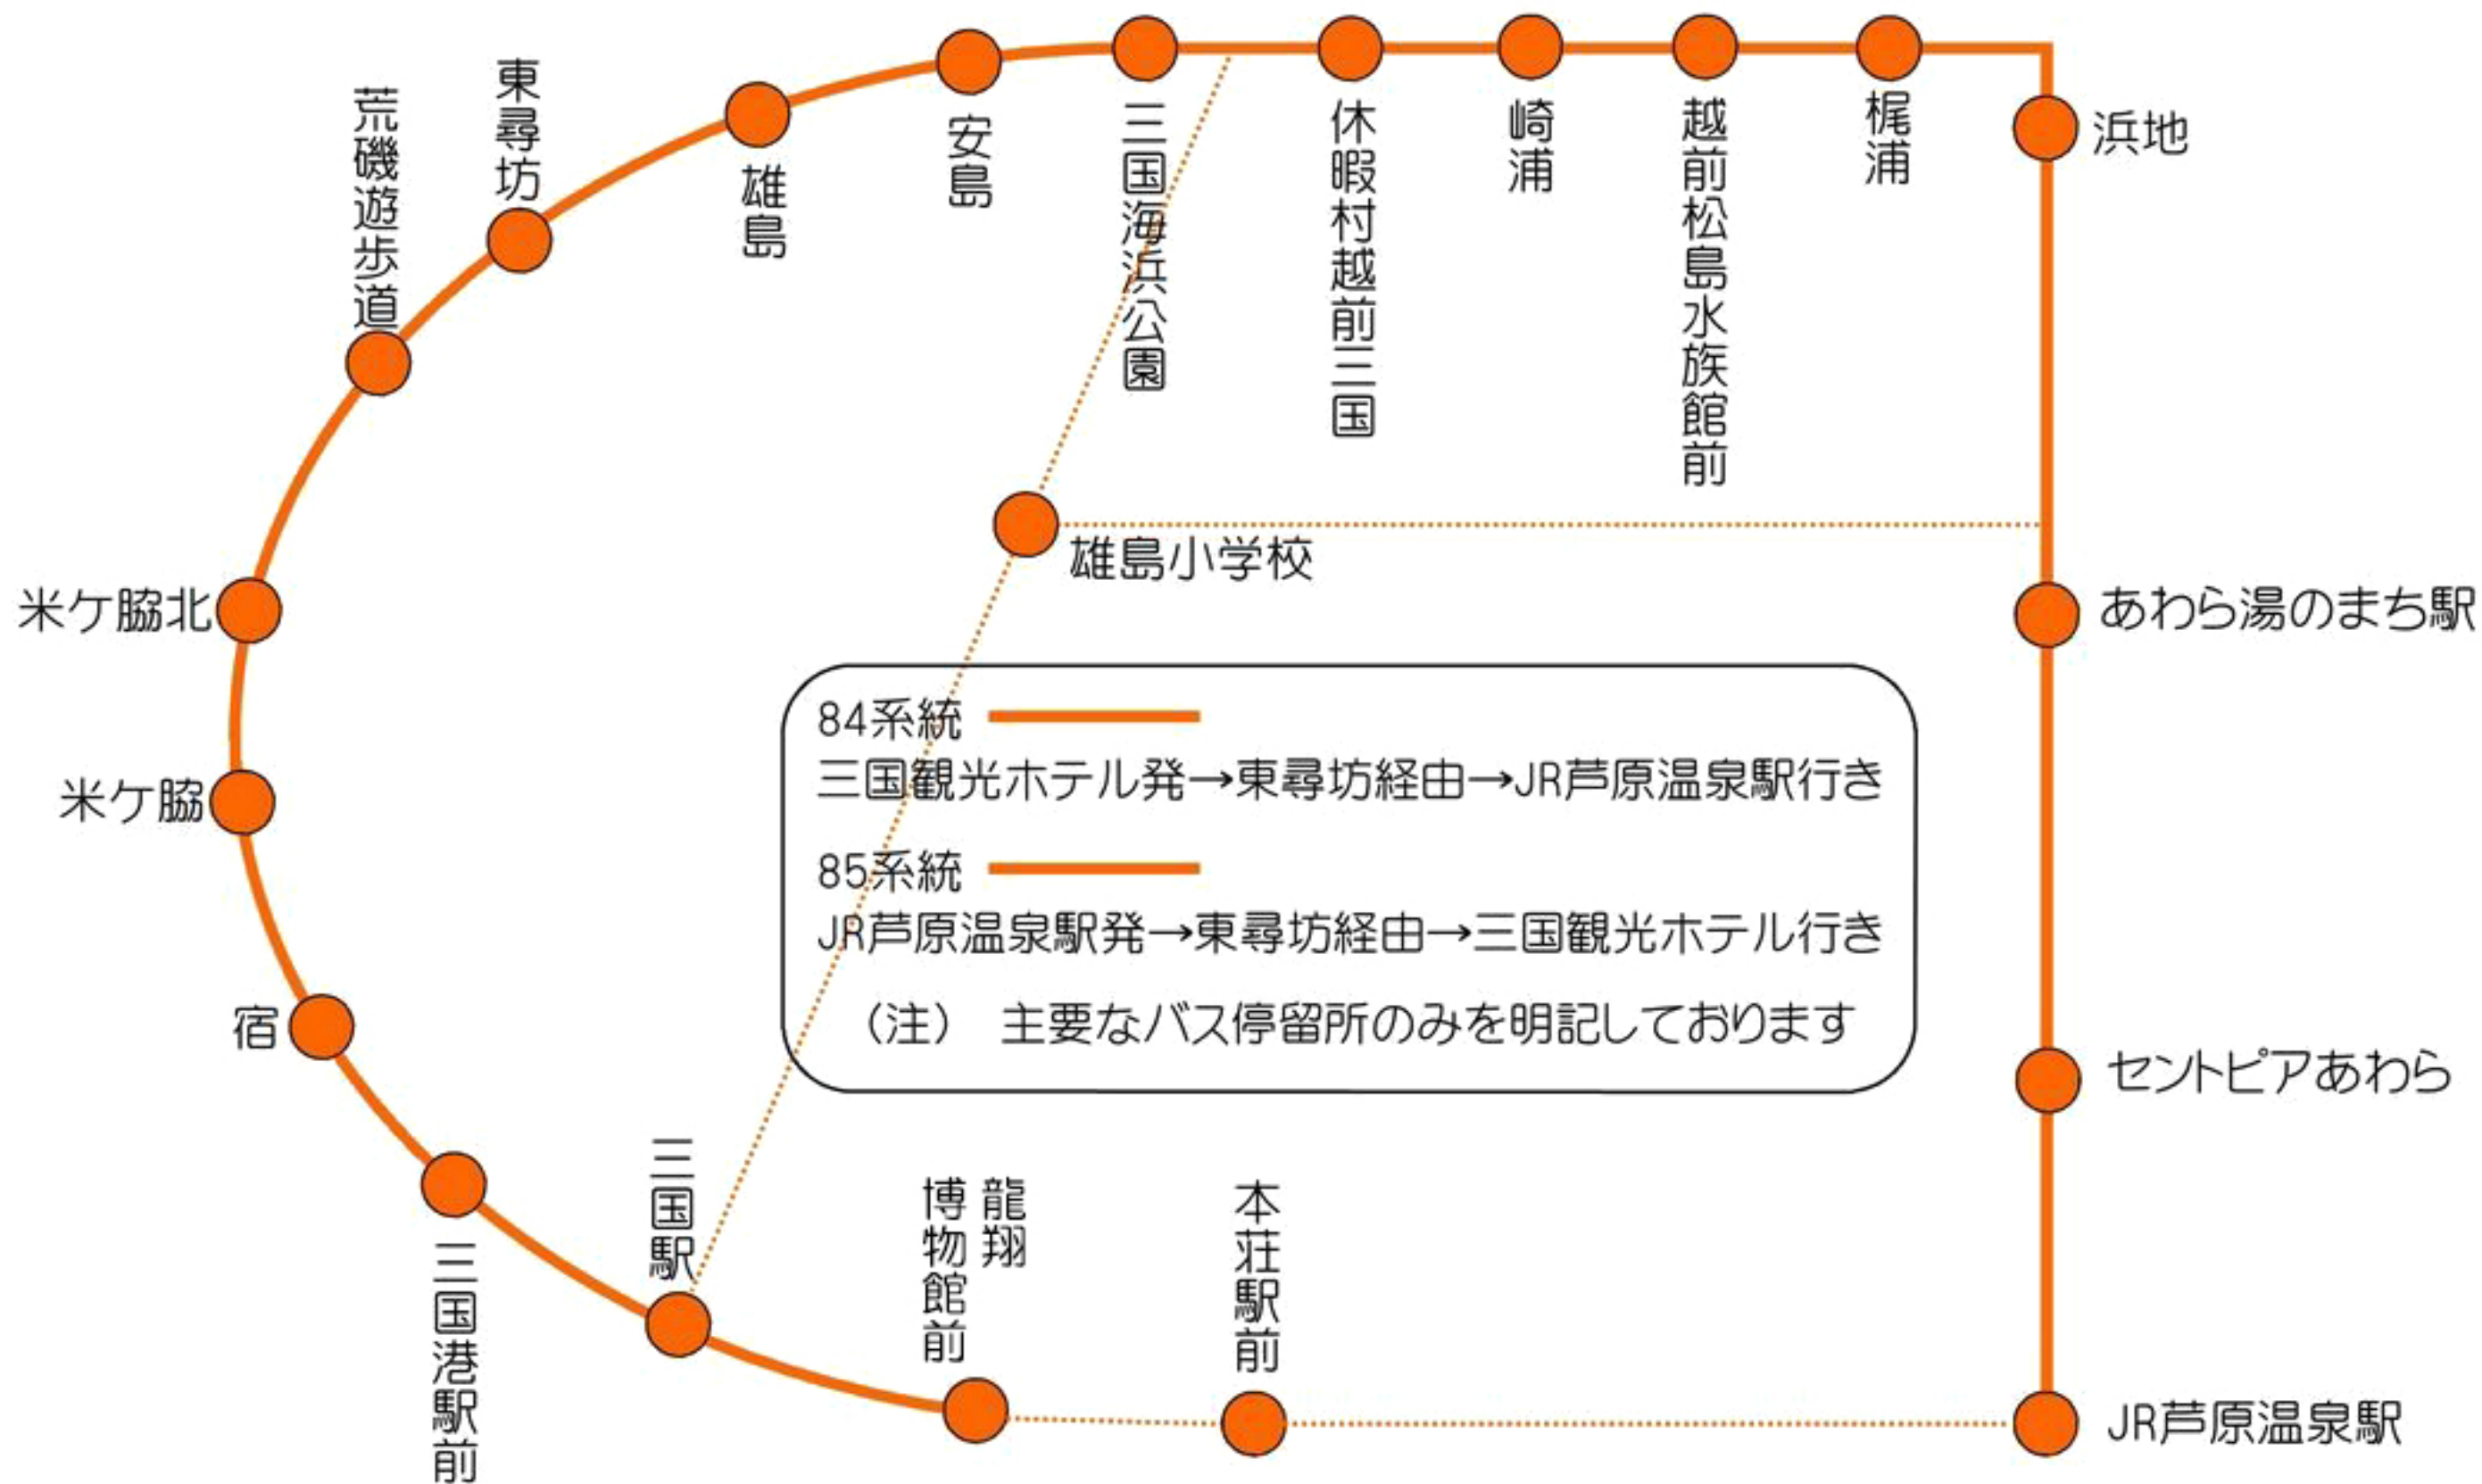 荒磯遊歩道
東尋坊
雄島
安島
三国海浜公園
休暇村越前三国
崎浦
越前松島水族館前
梶浦
浜地
雄島小学校
あわら湯のまち駅
米ケ脇北
米ケ脇
宿
三国港駅前
三国駅
龍翔
博物館前
本荘駅前
セントピアあわら
JR芦原温泉駅
84系統
三国観光ホテル発→東尋坊経由→JR芦原温泉駅行き
85系統
JR芦原温泉駅発→東尋坊経由→三国観光ホテル行き
（注）　主要なバス停留所のみを明記しております